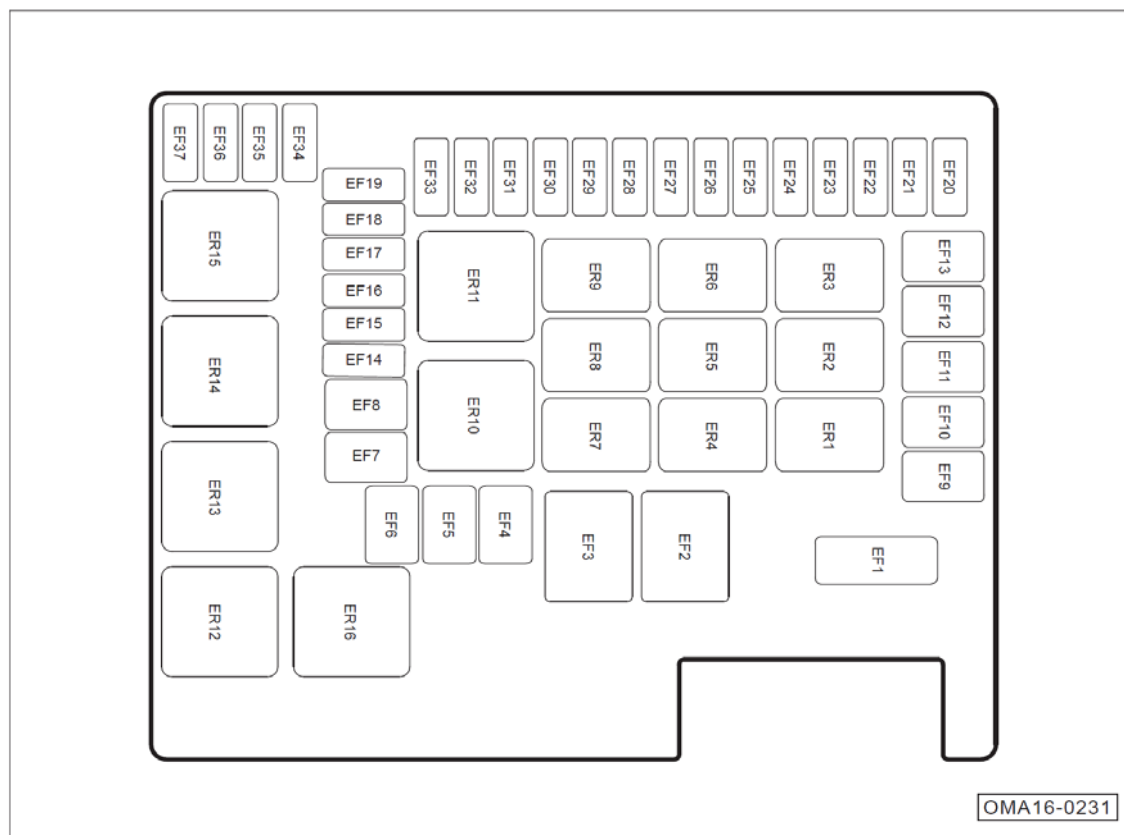 EF37 EF36 EF35 EF34
EF33 EF32 EF31 EF30 EF29 EF28 EF27 EF26 EF25 EF24 EF23 EF22 EF21 EF20
EF19
EF18
EF17
EF16
EF15
EF14
EF8
EF7
ER15
ER14
ER13
ER12
ER16
ER11
ER10
ER9 ER6 ER3
ER8 ER5 ER2
ER7 ER4 ER1
EF13
EF12
EF11
EF10
EF9
EF6 EF5 EF4
EF3 EF2
EF1
OMA16-0231